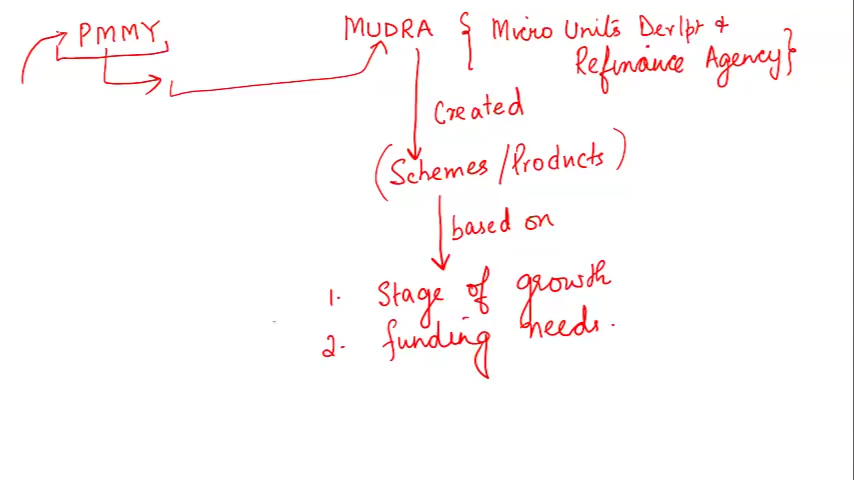 PMMY
MUDRA { Micro Units Devlpt &
Refinance Agency}
Created
(Schemes/Products)
based on
1. Stage of growth
2. funding needs.